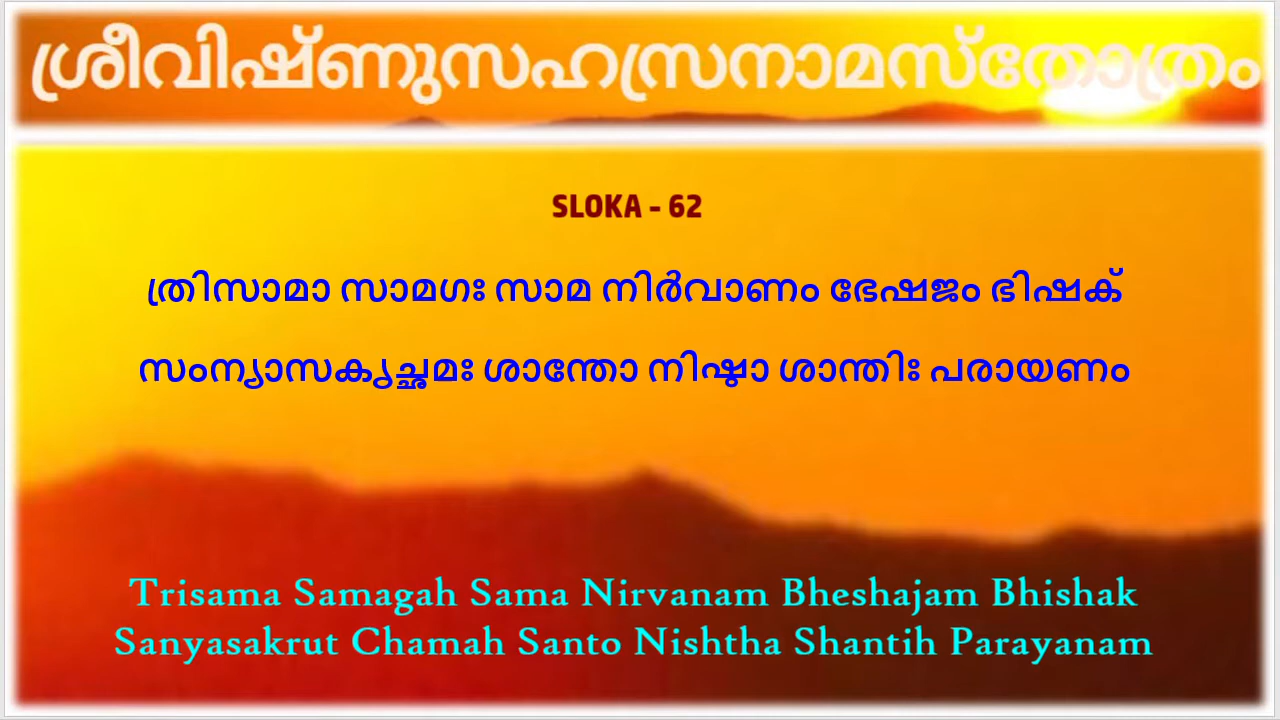 ശ്രീവിഷ്ണുസഹസ്രനാമസ്തോത്രം
SLOKA - 62
ത്രിസാമാ സാമഗഃ സാമ നിർവാണം ഭേഷജം ഭിഷക്
സംന്യാസകൃച്ഛമഃ ശാന്തോ നിഷ്ഠാ ശാന്തിഃ പരായണം
Trisama Samagah Sama Nirvanam Bheshajam Bhishak
Sanyasakrut Chamah Santo Nishtha Shantih Parayanam